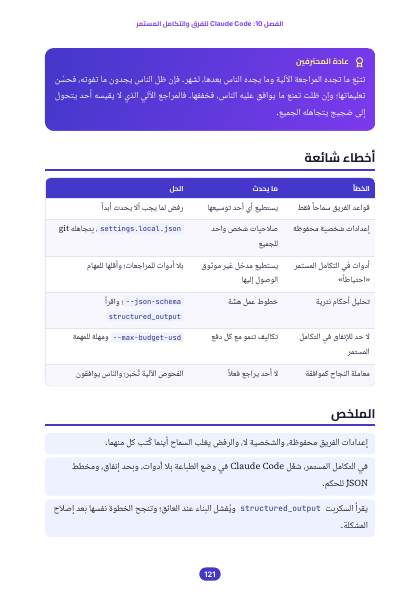 الفصل 10: Claude Code للفرق والتكامل المستمر
عادة المحترفين
تتبّع ما تجده المراجعة الآلية وما يجده الناس بعدها، لشهر. فإن ظل الناس يجدون ما تفوته، فحسّن
تعليماتها؛ وإن ظلت تمنع ما يوافق عليه الناس، فخففها. فالمراجع الآلي الذي لا يقيسه أحد يتحول
إلى ضجيج يتجاهله الجميع.
أخطاء شائعة
الخطأ ما يحدث الحل
قواعد الفريق سماحاً فقط يستطيع أي أحد توسيعها رفض لما يجب ألا يحدث أبداً
إعدادات شخصية محفوظة صلاحيات شخص واحد settings.local.json، يتجاهله git
للجميع
أدوات في التكامل المستمر يستطيع مدخل غير موثوق بلا أدوات للمراجعات؛ وأقلها للمهام
«احتياطاً» الوصول إليها
تحليل أحكام نثرية خطوط عمل هشّة --json-schema؛ واقرأ
structured_output
لا حد للإنفاق في التكامل تكاليف تنمو مع كل دفع --max-budget-usd ومهلة للمهمة
المستمر
معاملة النجاح كموافقة لا أحد يراجع فعلاً الفحوص الآلية تُخبر؛ والناس يوافقون
الملخص
إعدادات الفريق محفوظة، والشخصية لا، والرفض يغلب السماح أينما كُتب كل منهما.
في التكامل المستمر، شغّل Claude Code في وضع الطباعة بلا أدوات، وبحد إنفاق، ومخطط
JSON للحكم.
يقرأ السكربت structured_output ويُفشل البناء عند العائق؛ وتنجح الخطوة نفسها بعد إصلاح
المشكلة.
121